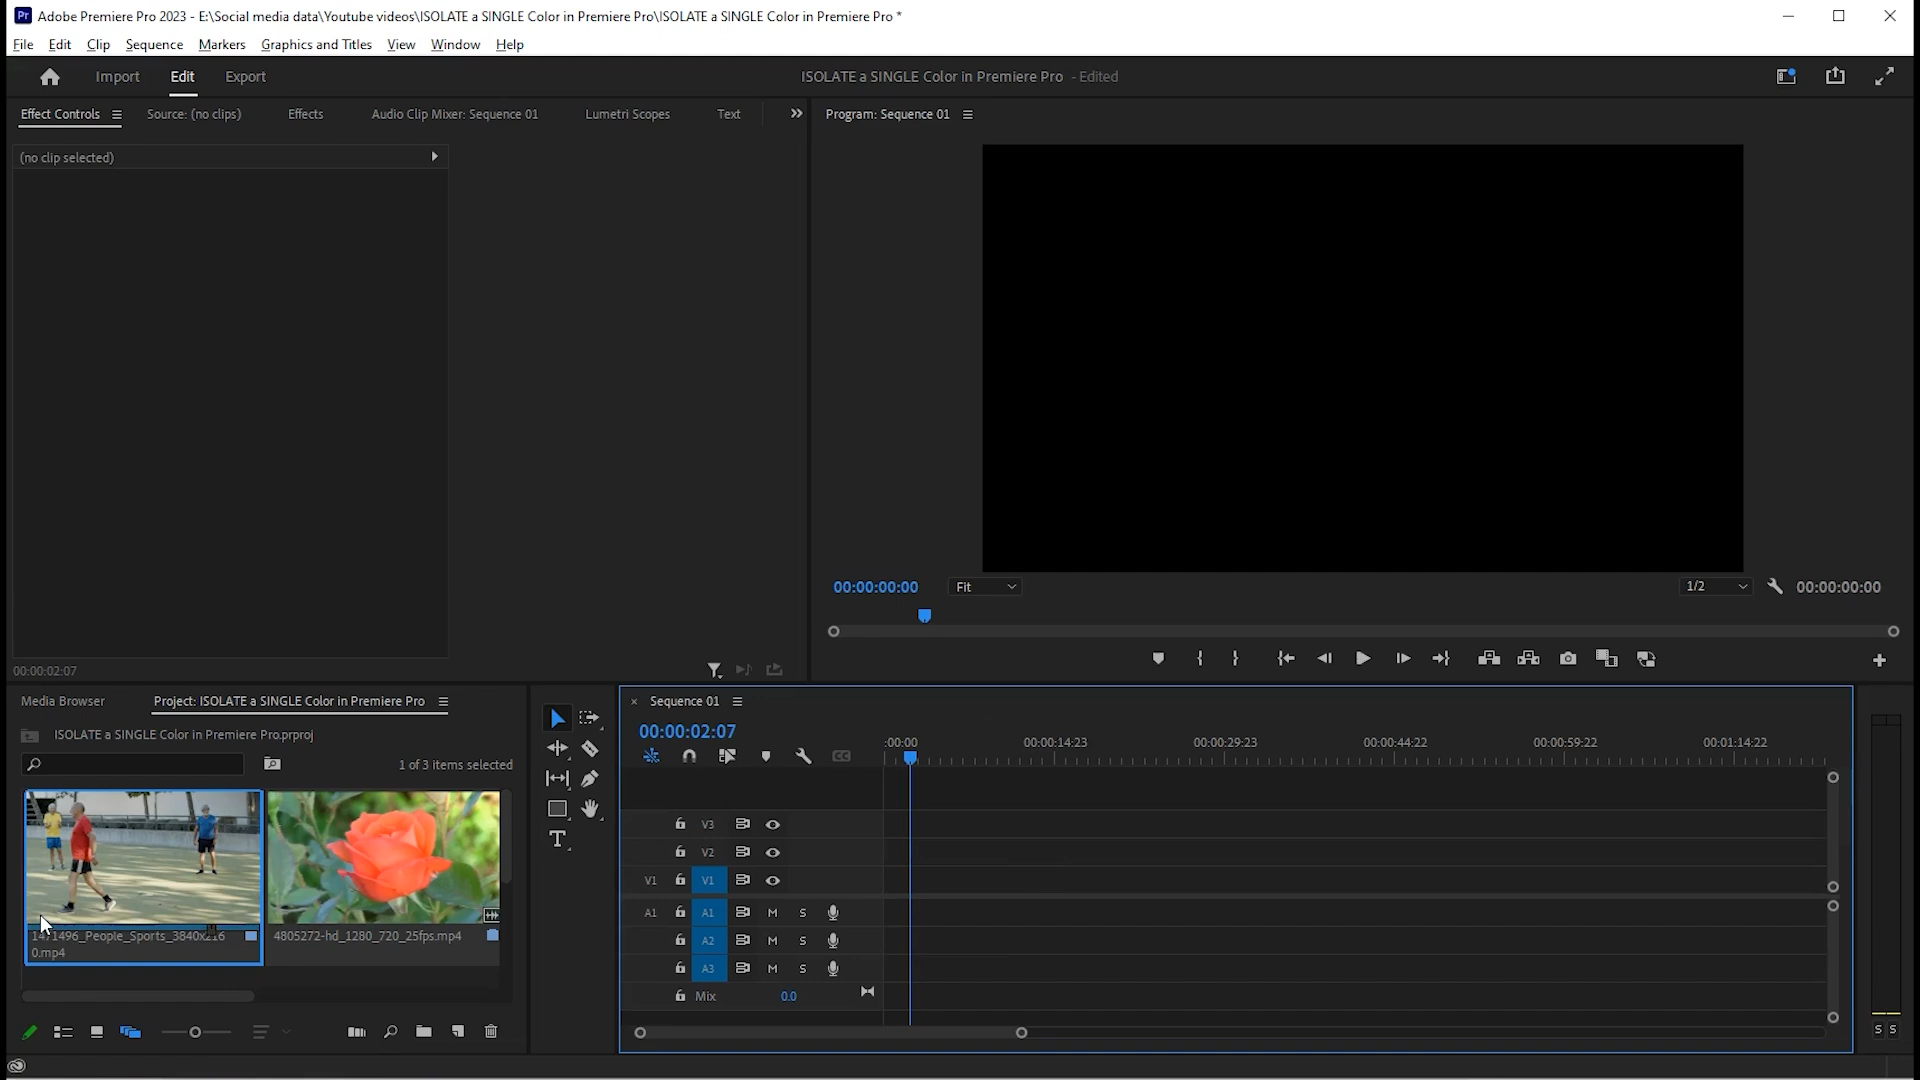 Pr Adobe Premiere Pro 2023 - E:\Social media data\Youtube videos\ISOLATE a SINGLE Color in Premiere Pro\ISOLATE a SINGLE Color in Premiere Pro *
File Edit Clip Sequence Markers Graphics and Titles View Window Help
Import Edit Export ISOLATE a SINGLE Color in Premiere Pro - Edited
Effect Controls Source: (no clips) Effects Audio Clip Mixer: Sequence 01 Lumetri Scopes Text Program: Sequence 01
(no clip selected)
00:00:00:00 Fit 1/2 00:00:00:00
00:00:02:07
Media Browser Project: ISOLATE a SINGLE Color in Premiere Pro
ISOLATE a SINGLE Color in Premiere Pro.prproj
1 of 3 items selected
1471496_People_Sports_3840x216
0.mp4
4805272-hd_1280_720_25fps.mp4
Sequence 01
00:00:02:07
:00:00 00:00:14:23 00:00:29:23 00:00:44:22 00:00:59:22 00:01:14:22
CC
V3
V2
V1 V1
A1 A1 M S
A2 M S
A3 M S
Mix 0.0
T
S S